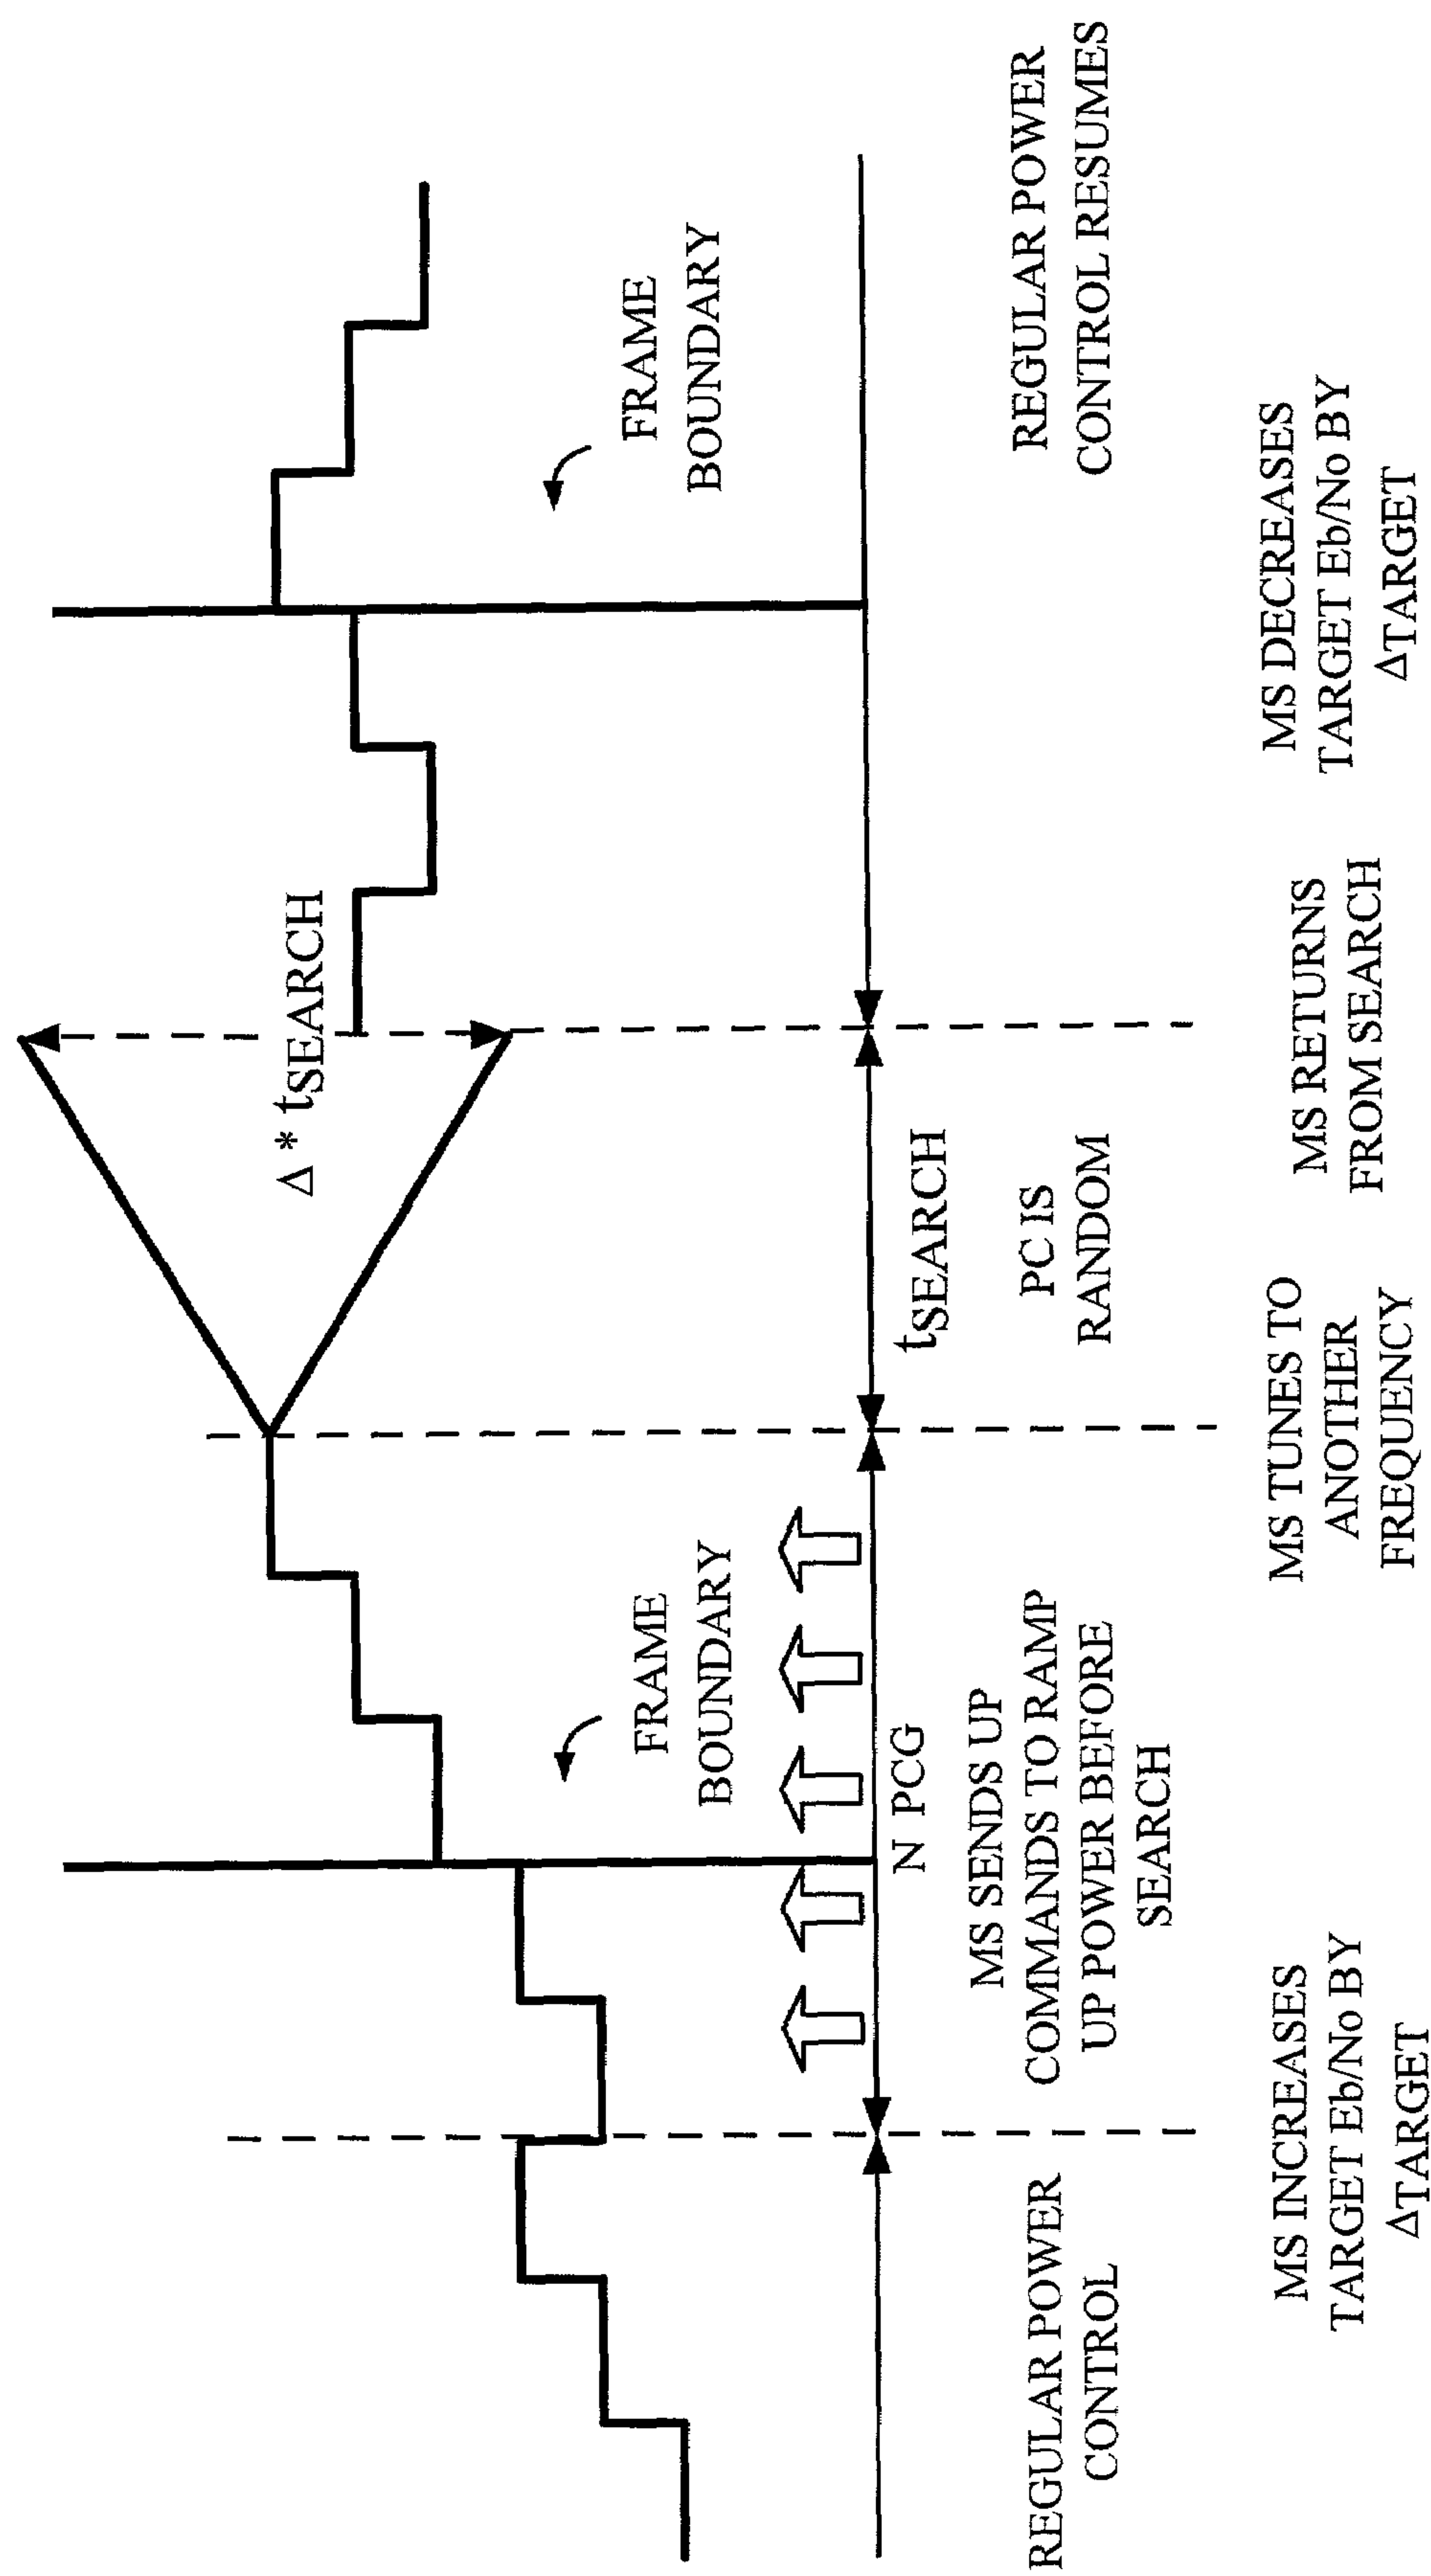 Δ * tSEARCH
FRAME
BOUNDARY
FRAME
BOUNDARY
N PCG
tSEARCH
REGULAR POWER
CONTROL
MS SENDS UP
COMMANDS TO RAMP
UP POWER BEFORE
SEARCH
PC IS
RANDOM
REGULAR POWER
CONTROL RESUMES
MS INCREASES
TARGET Eb/No BY
ΔTARGET
MS TUNES TO
ANOTHER
FREQUENCY
MS RETURNS
FROM SEARCH
MS DECREASES
TARGET Eb/No BY
ΔTARGET